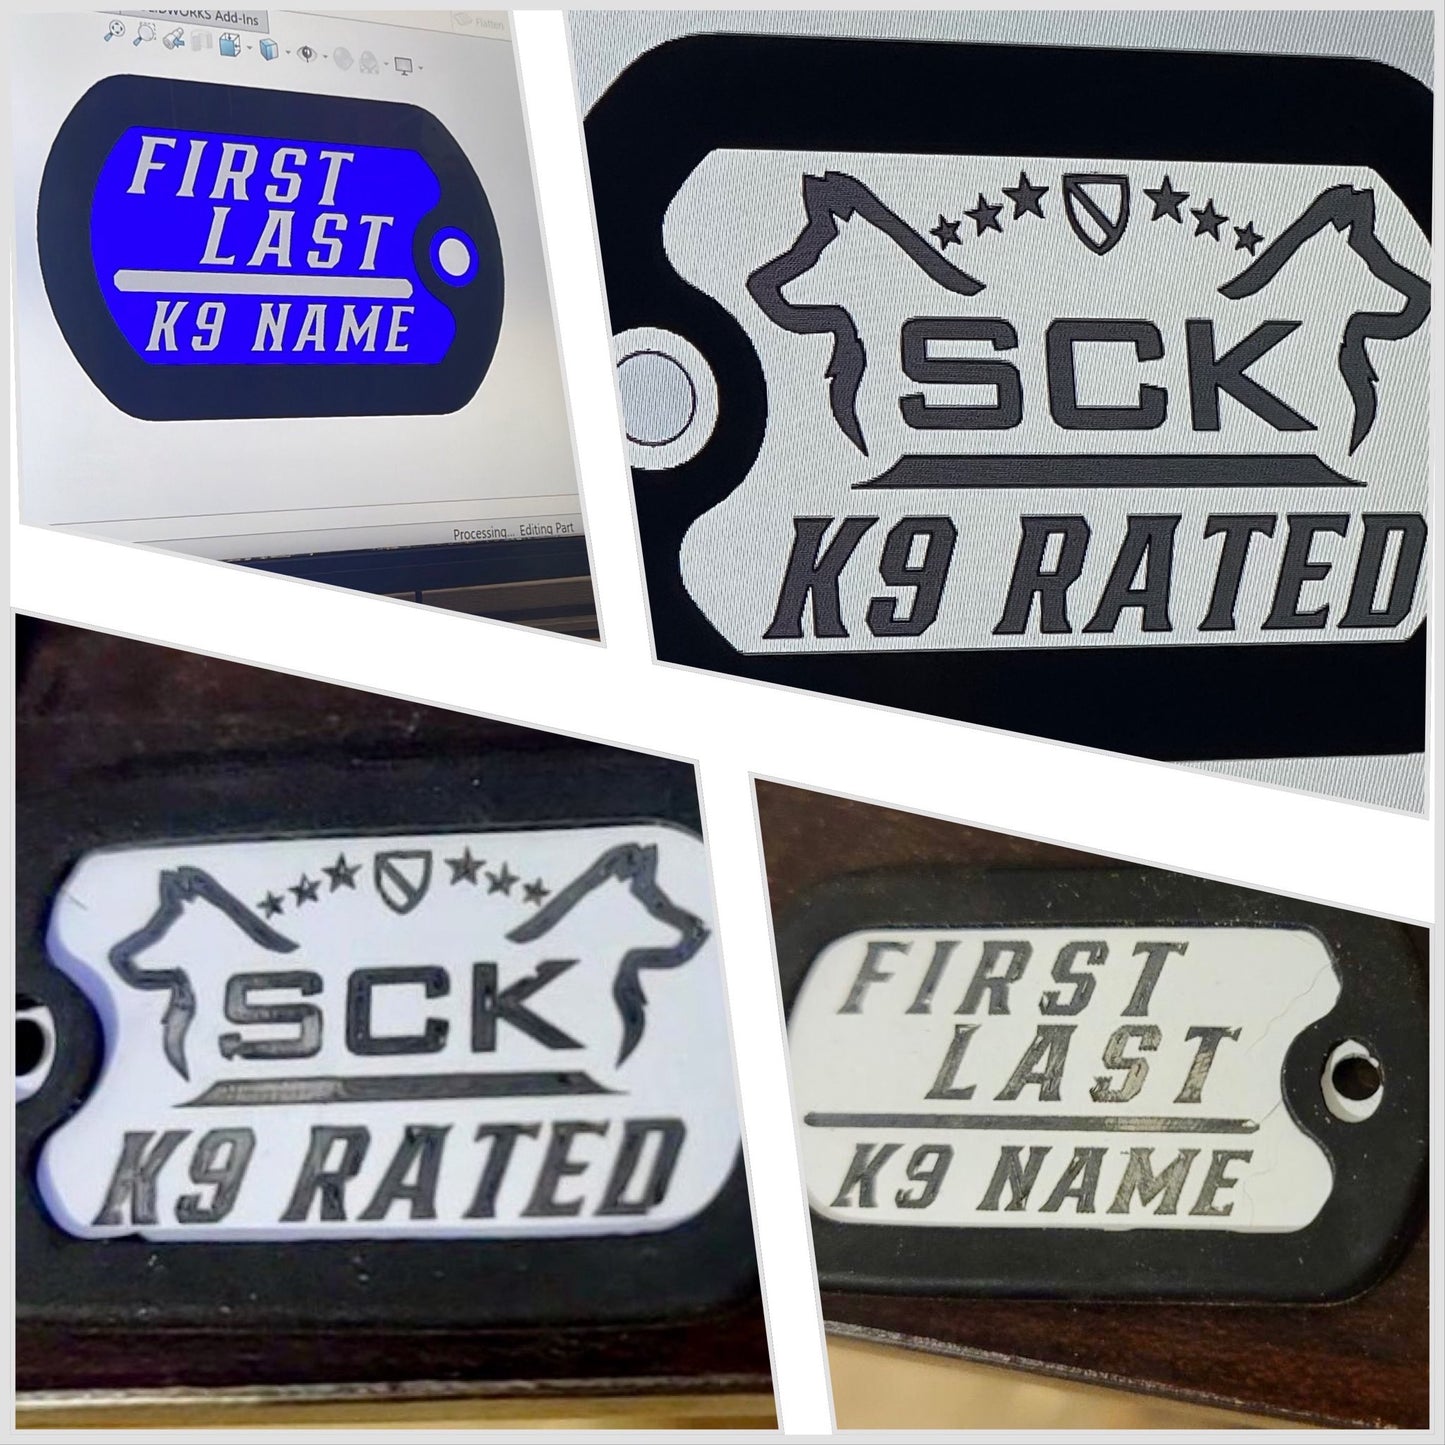 WORKS Add-Ins
Flatten
FIRST
LAST
K9 NAME
Processing... Editing Part
SCK
K9 RATED
SCK
K9 RATED
FIRST
LAST
K9 NAME